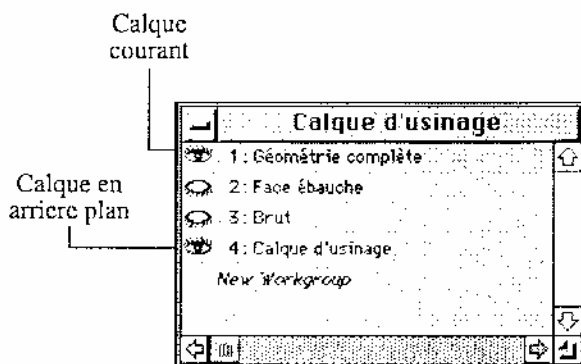 Calque
courant
Calque d'usinage
1: Géométrie complète
2: Face ébauche
Calque en
arriere plan
3: Brut
4: Calque d'usinage
New Workgroup